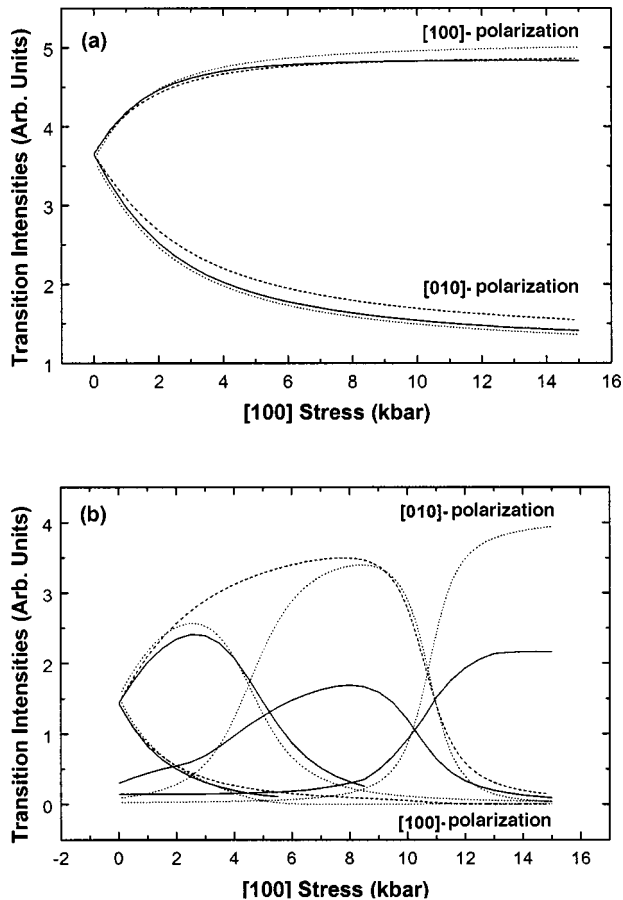 (a)
[100]- polarization
[010]- polarization
Transition Intensities (Arb. Units)
5
4
3
2
1
0 2 4 6 8 10 12 14 16
[100] Stress (kbar)
(b)
[010]- polarization
[100]- polarization
Transition Intensities (Arb. Units)
4
3
2
1
0
-2 0 2 4 6 8 10 12 14 16
[100] Stress (kbar)